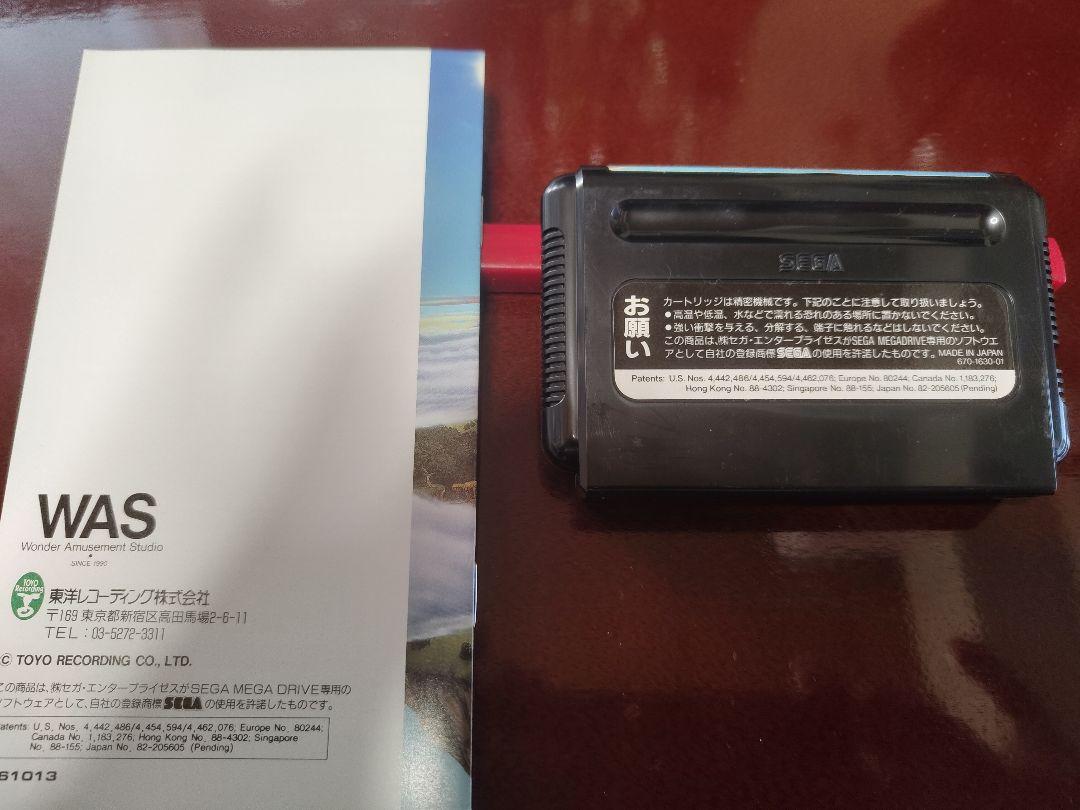 WAS
Wonder Amusement Studio
SINCE 1990
TOYO
Recording
東洋レコーディング株式会社
〒169 東京都新宿区高田馬場2-6-11
TEL：03-5272-3311
© TOYO RECORDING CO., LTD.
この商品は、㈱セガ・エンタープライゼスがSEGA MEGA DRIVE専用の
ソフトウェアとして、自社の登録商標SEGAの使用を許諾したものです。
Patents: U.S. Nos. 4,442,486/4,454,594/4,462,076; Europe No. 80244;
Canada No. 1,183,276; Hong Kong No. 88-4302; Singapore
No. 88-155; Japan No. 82-205605 (Pending)
61013
SEGA
お願い
カートリッジは精密機械です。下記のことに注意して取り扱いましょう。
●高温や低温、水などで濡れる恐れのある場所に置かないでください。
●強い衝撃を与える、分解する、端子に触れるなどはしないでください。
この商品は、㈱セガ・エンタープライゼスがSEGA MEGADRIVE専用のソフトウエ
アとして自社の登録商標SEGAの使用を許諾したものです。MADE IN JAPAN
670-1630-01
Patents: U.S. Nos. 4,442,486/4,454,594/4,462,076; Europe No. 80244; Canada No. 1,183,276;
Hong Kong No. 88-4302; Singapore No. 88-155; Japan No. 82-205605 (Pending)